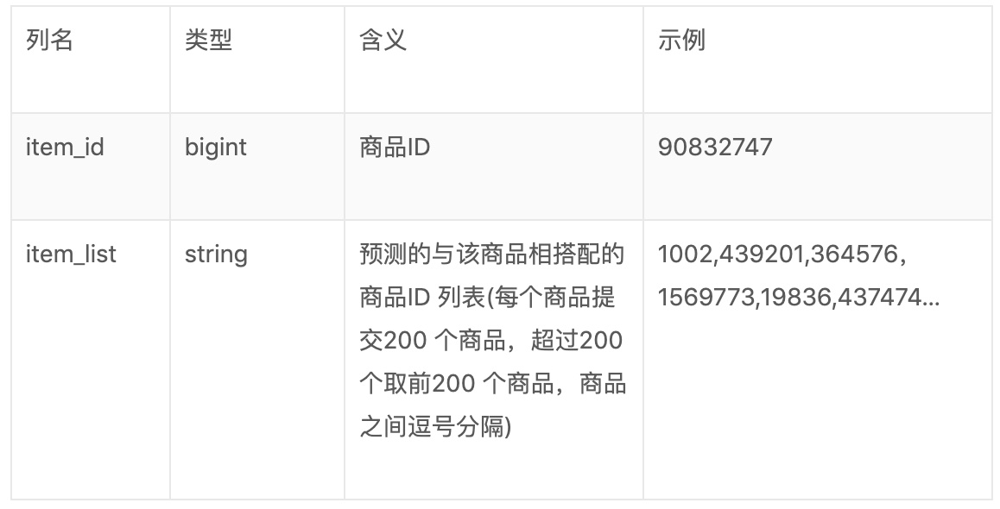 列名 类型 含义 示例
item_id bigint 商品ID 90832747
item_list string 预测的与该商品相搭配的 1002,439201,364576，
商品ID 列表(每个商品提 1569773,19836,437474...
交200 个商品，超过200
个取前200 个商品，商品
之间逗号分隔)